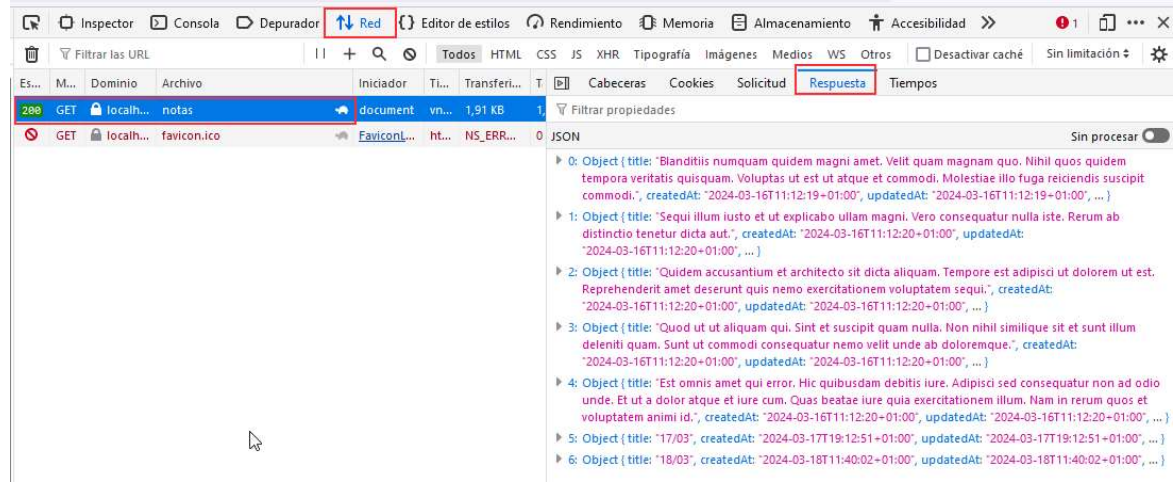 Inspector Consola Depurador Red Editor de estilos Rendimiento Memoria Almacenamiento Accesibilidad 1
Filtrar las URL Todos HTML CSS JS XHR Tipografía Imágenes Medios WS Otros Desactivar caché Sin limitación
Es... M... Dominio Archivo Iniciador Ti... Transferi... T Cabeceras Cookies Solicitud Respuesta Tiempos
200 GET localh... notas document vn... 1,91 KB 1,
Filtrar propiedades
GET localh... favicon.ico FaviconL... ht... NS_ERR... 0
JSON Sin procesar
0: Object { title: "Blanditiis numquam quidem magni amet. Velit quam magnam quo. Nihil quos quidem
tempora veritatis quisquam. Voluptas ut est ut atque et commodi. Molestiae illo fuga reiciendis suscipit
commodi.", createdAt: "2024-03-16T11:12:19+01:00", updatedAt: "2024-03-16T11:12:19+01:00", ... }
1: Object { title: "Sequi illum iusto et ut explicabo ullam magni. Vero consequatur nulla iste. Rerum ab
distinctio tenetur dicta aut.", createdAt: "2024-03-16T11:12:20+01:00", updatedAt:
"2024-03-16T11:12:20+01:00", ... }
2: Object { title: "Quidem accusantium et architecto sit dicta aliquam. Tempore est adipisci ut dolorem ut est.
Reprehenderit amet deserunt quis nemo exercitationem voluptatem sequi.", createdAt:
"2024-03-16T11:12:20+01:00", updatedAt: "2024-03-16T11:12:20+01:00", ... }
3: Object { title: "Quod ut ut aliquam qui. Sint et suscipit quam nulla. Non nihil similique sit et sunt illum
deleniti quam. Sunt ut commodi consequatur nemo velit unde ab doloremque.", createdAt:
"2024-03-16T11:12:20+01:00", updatedAt: "2024-03-16T11:12:20+01:00", ... }
4: Object { title: "Est omnis amet qui error. Hic quibusdam debitis iure. Adipisci sed consequatur non ad odio
unde. Et ut a dolor atque et iure cum. Quas beatae iure quia exercitationem illum. Nam in rerum quos et
voluptatem animi id.", createdAt: "2024-03-16T11:12:20+01:00", updatedAt: "2024-03-16T11:12:20+01:00", ... }
5: Object { title: "17/03", createdAt: "2024-03-17T19:12:51+01:00", updatedAt: "2024-03-17T19:12:51+01:00", ... }
6: Object { title: "18/03", createdAt: "2024-03-18T11:40:02+01:00", updatedAt: "2024-03-18T11:40:02+01:00", ... }